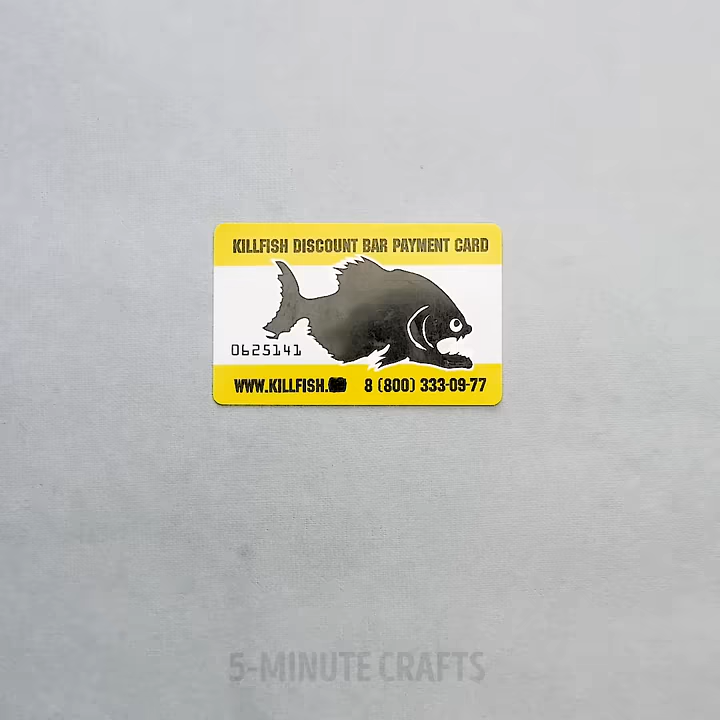 KILLFISH DISCOUNT BAR PAYMENT CARD
0625141
WWW.KILLFISH. 8 (800) 333-09-77
5-MINUTE CRAFTS